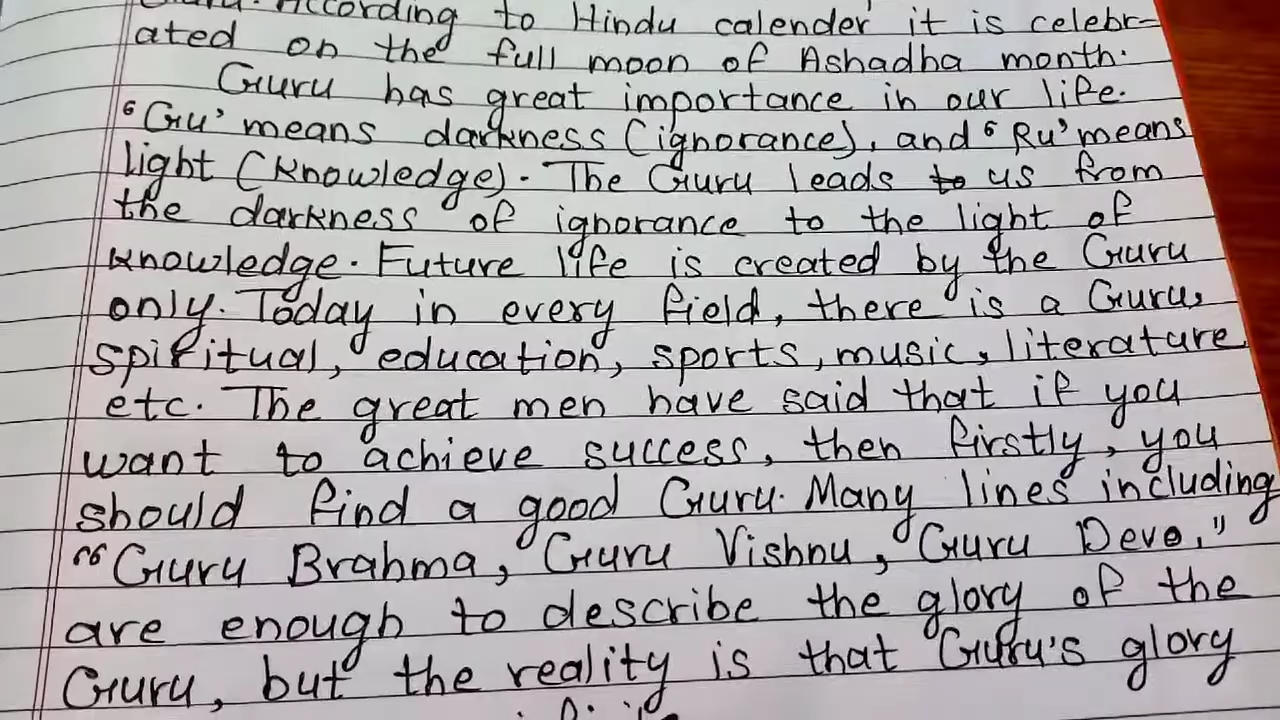 According to Hindu calender it is celebr-
ated on the full moon of Ashadha month.
Guru has great importance in our life.
'Gu' means darkness (ignorance), and 'Ru' means
light (knowledge). The Guru leads to us from
the darkness of ignorance to the light of
knowledge. Future life is created by the Guru
only. Today in every field, there is a Guru,
spiritual, education, sports, music, literature
etc. The great men have said that if you
want to achieve success, then firstly, you
should find a good Guru. Many lines including
"Guru Brahma, Guru Vishnu, Guru Devo,"
are enough to describe the glory of the
Guru, but the reality is that Guru's glory